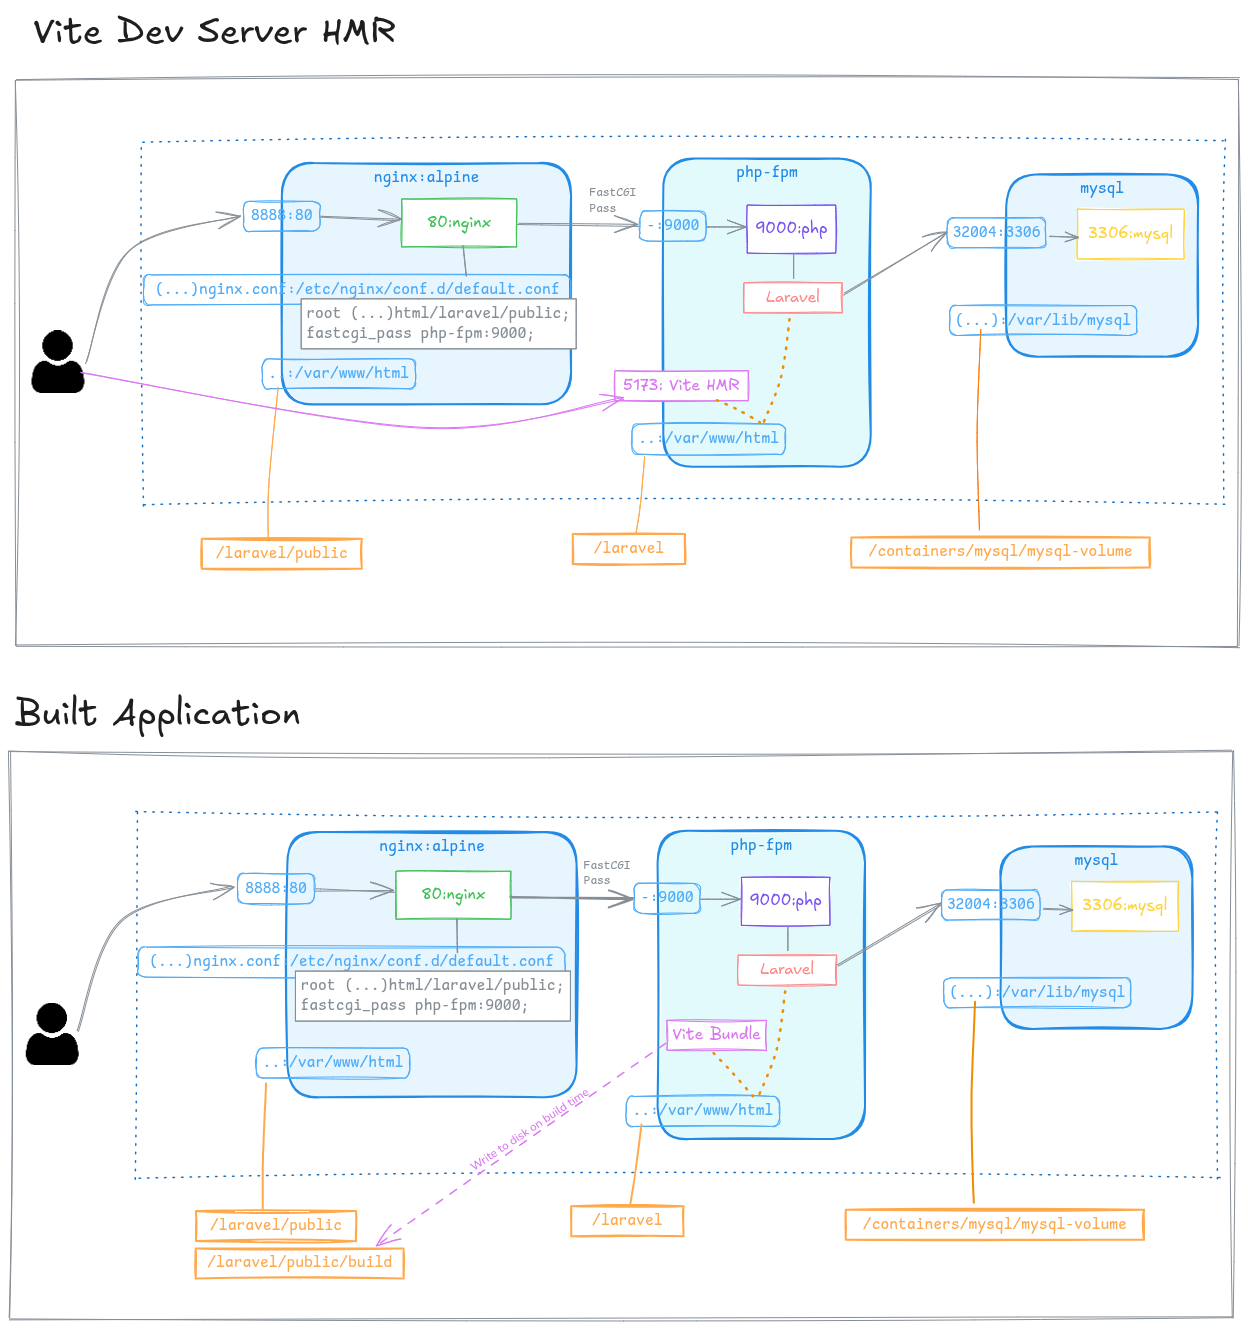 Vite Dev Server HMR
nginx:alpine
php-fpm
mysql
FastCGI
Pass
8888:80
80:nginx
-:9000
9000:php
32004:3306
3306:mysql
(...)nginx.conf:/etc/nginx/conf.d/default.conf
Laravel
root (...)html/laravel/public;
fastcgi_pass php-fpm:9000;
(...):/var/lib/mysql
..:/var/www/html
5173: Vite HMR
..:/var/www/html
/laravel/public
/laravel
/containers/mysql/mysql-volume
Built Application
nginx:alpine
php-fpm
mysql
FastCGI
Pass
8888:80
80:nginx
-:9000
9000:php
32004:3306
3306:mysql
(...)nginx.conf:/etc/nginx/conf.d/default.conf
Laravel
root (...)html/laravel/public;
fastcgi_pass php-fpm:9000;
(...):/var/lib/mysql
Vite Bundle
..:/var/www/html
..:/var/www/html
Write to disk on build time
/laravel/public
/laravel
/containers/mysql/mysql-volume
/laravel/public/build